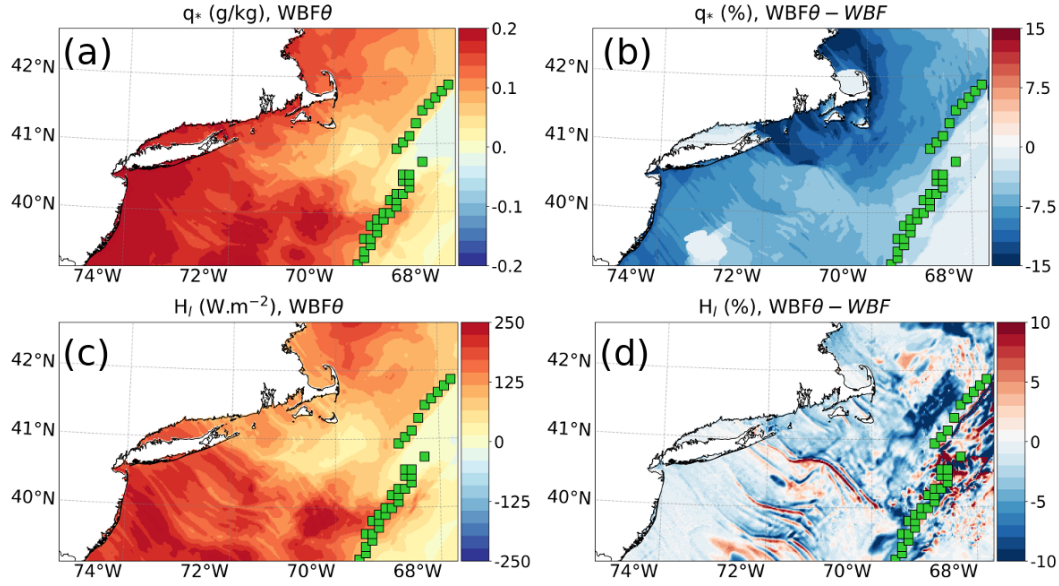 q* (g/kg), WBFθ
(a)
42°N
41°N
40°N
74°W 72°W 70°W 68°W
0.2
0.1
0
-0.1
-0.2
q* (%), WBFθ − WBF
(b)
42°N
41°N
40°N
74°W 72°W 70°W 68°W
15
7.5
0
-7.5
-15
H_l (W.m⁻²), WBFθ
(c)
42°N
41°N
40°N
74°W 72°W 70°W 68°W
250
125
0
-125
-250
H_l (%), WBFθ − WBF
(d)
42°N
41°N
40°N
74°W 72°W 70°W 68°W
10
5
0
-5
-10